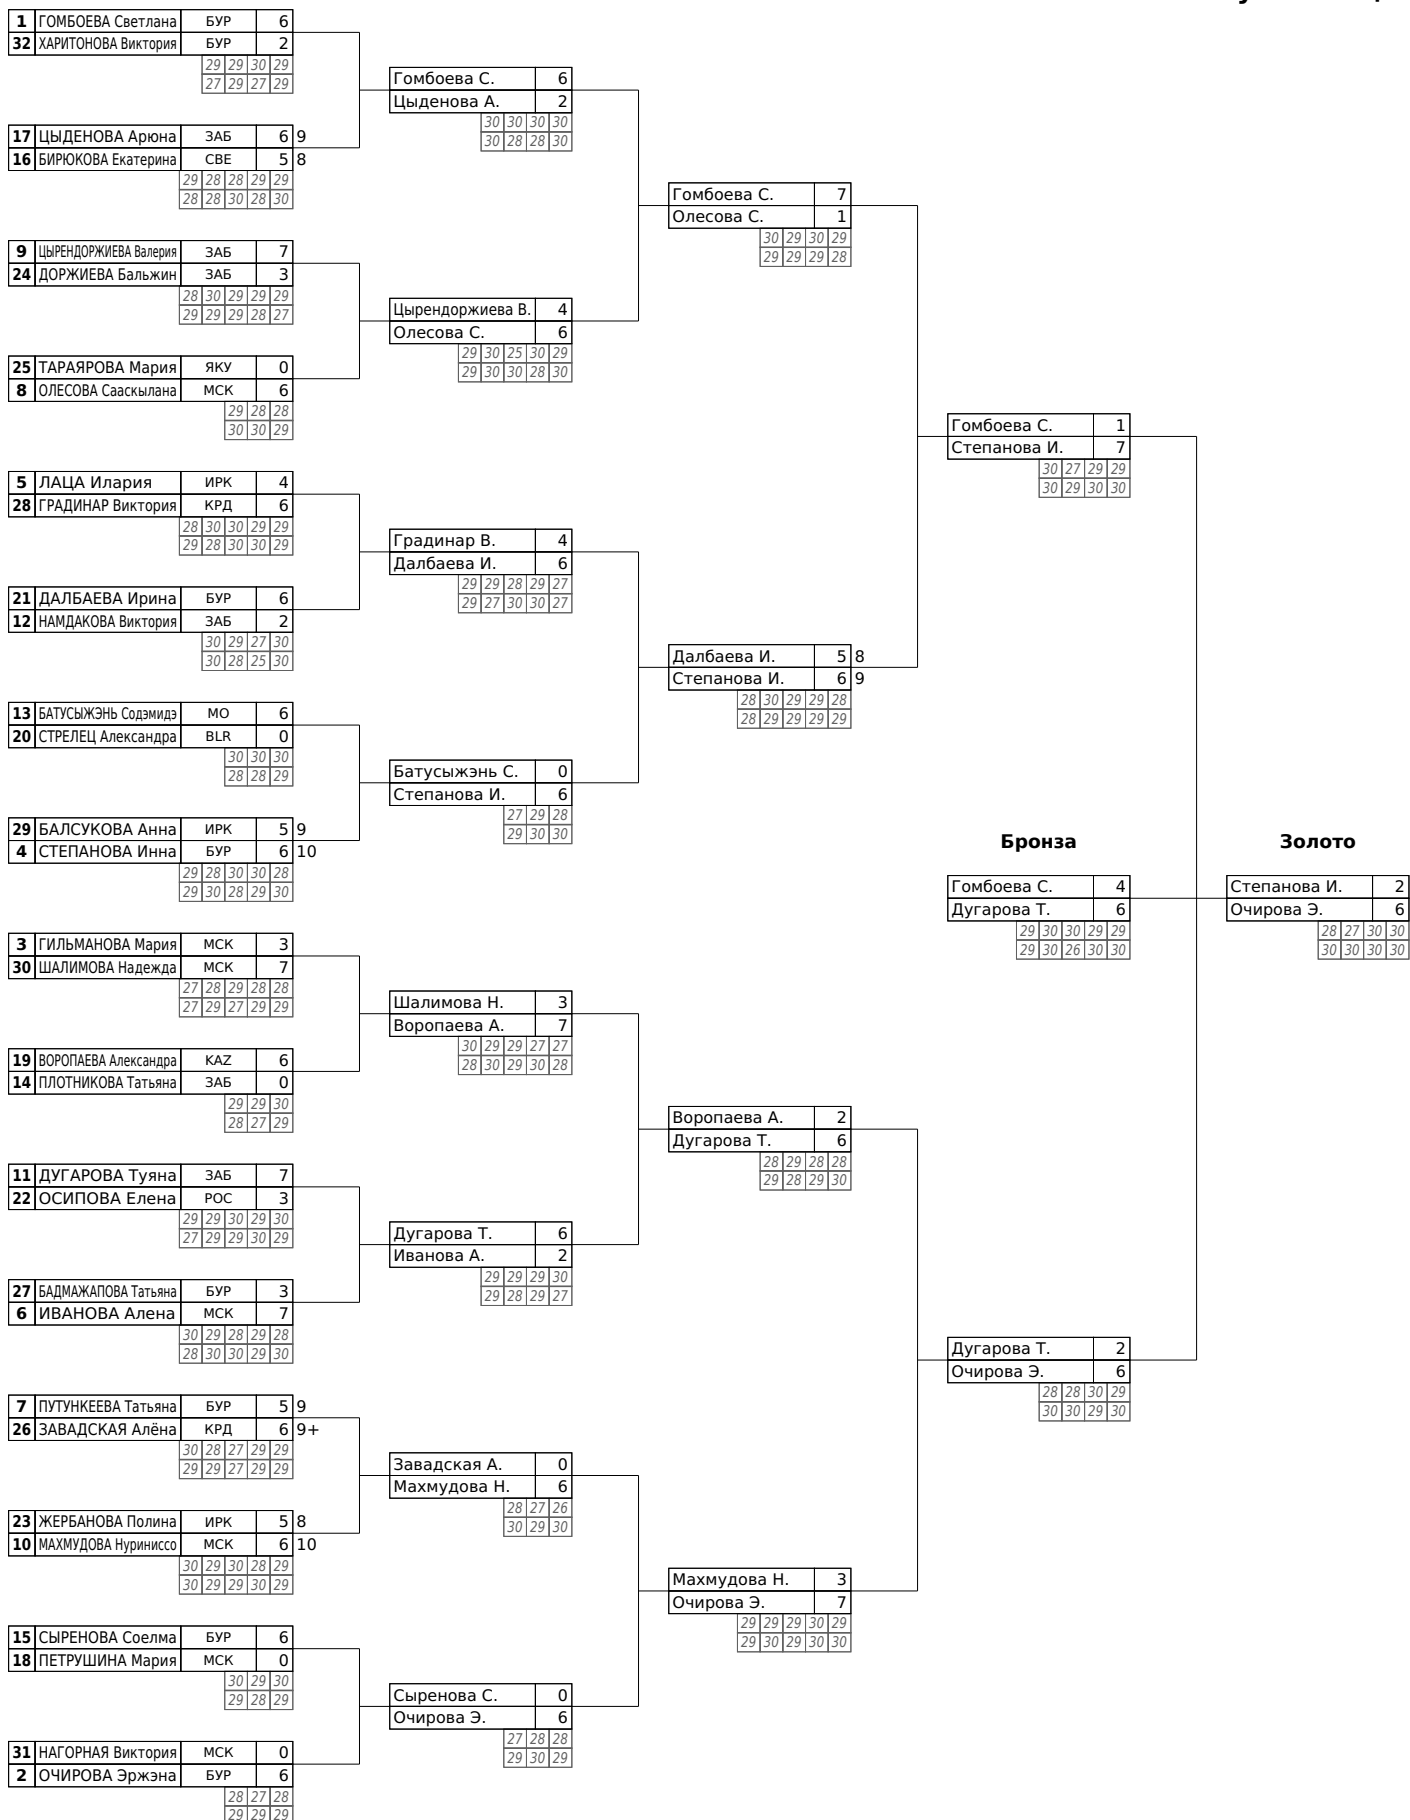 1 ГОМБОЕВА Светлана БУР 6
32 ХАРИТОНОВА Виктория БУР 2
29 29 30 29
27 29 27 29
17 ЦЫДЕНОВА Арюна ЗАБ 6 9
16 БИРЮКОВА Екатерина СВЕ 5 8
29 28 28 29 29
28 28 30 28 30
9 ЦЫРЕНДОРЖИЕВА Валерия ЗАБ 7
24 ДОРЖИЕВА Бальжин ЗАБ 3
28 30 29 29 29
29 29 29 28 27
25 ТАРАЯРОВА Мария ЯКУ 0
8 ОЛЕСОВА Сааскылана МСК 6
29 28 28
30 30 29
5 ЛАЦА Илария ИРК 4
28 ГРАДИНАР Виктория КРД 6
28 30 30 29 29
29 28 30 30 29
21 ДАЛБАЕВА Ирина БУР 6
12 НАМДАКОВА Виктория ЗАБ 2
30 29 27 30
30 28 25 30
13 БАТУСЫЖЭНЬ Содэмидэ МО 6
20 СТРЕЛЕЦ Александра BLR 0
30 30 30
28 28 29
29 БАЛСУКОВА Анна ИРК 5 9
4 СТЕПАНОВА Инна БУР 6 10
29 28 30 30 28
29 30 28 29 30
3 ГИЛЬМАНОВА Мария МСК 3
30 ШАЛИМОВА Надежда МСК 7
27 28 29 28 28
27 29 27 29 29
19 ВОРОПАЕВА Александра KAZ 6
14 ПЛОТНИКОВА Татьяна ЗАБ 0
29 29 30
28 27 29
11 ДУГАРОВА Туяна ЗАБ 7
22 ОСИПОВА Елена РОС 3
29 29 30 29 30
27 29 29 30 29
27 БАДМАЖАПОВА Татьяна БУР 3
6 ИВАНОВА Алена МСК 7
30 29 28 29 28
28 30 30 29 30
7 ПУТУНКЕЕВА Татьяна БУР 5 9
26 ЗАВАДСКАЯ Алёна КРД 6 9+
30 28 27 29 29
29 29 27 29 29
23 ЖЕРБАНОВА Полина ИРК 5 8
10 МАХМУДОВА Нуриниссо МСК 6 10
30 29 30 28 29
30 29 29 30 29
15 СЫРЕНОВА Соелма БУР 6
18 ПЕТРУШИНА Мария МСК 0
30 29 30
29 28 29
31 НАГОРНАЯ Виктория МСК 0
2 ОЧИРОВА Эржэна БУР 6
28 27 28
29 29 29
Гомбоева С. 6
Цыденова А. 2
30 30 30 30
30 28 28 30
Цырендоржиева В. 4
Олесова С. 6
29 30 25 30 29
29 30 30 28 30
Градинар В. 4
Далбаева И. 6
29 29 28 29 27
29 27 30 30 27
Батусыжэнь С. 0
Степанова И. 6
27 29 28
29 30 30
Шалимова Н. 3
Воропаева А. 7
30 29 29 27 27
28 30 29 30 28
Дугарова Т. 6
Иванова А. 2
29 29 29 30
29 28 29 27
Завадская А. 0
Махмудова Н. 6
28 27 26
30 29 30
Сыренова С. 0
Очирова Э. 6
27 28 28
29 30 29
Гомбоева С. 7
Олесова С. 1
30 29 30 29
29 29 29 28
Далбаева И. 5 8
Степанова И. 6 9
28 30 29 29 28
28 29 29 29 29
Воропаева А. 2
Дугарова Т. 6
28 29 28 28
29 28 29 30
Махмудова Н. 3
Очирова Э. 7
29 29 29 30 29
29 30 29 30 30
Гомбоева С. 1
Степанова И. 7
30 27 29 29
30 29 30 30
Дугарова Т. 2
Очирова Э. 6
28 28 30 29
30 30 29 30
Бронза
Гомбоева С. 4
Дугарова Т. 6
29 30 30 29 29
29 30 26 30 30
Золото
Степанова И. 2
Очирова Э. 6
28 27 30 30
30 30 30 30